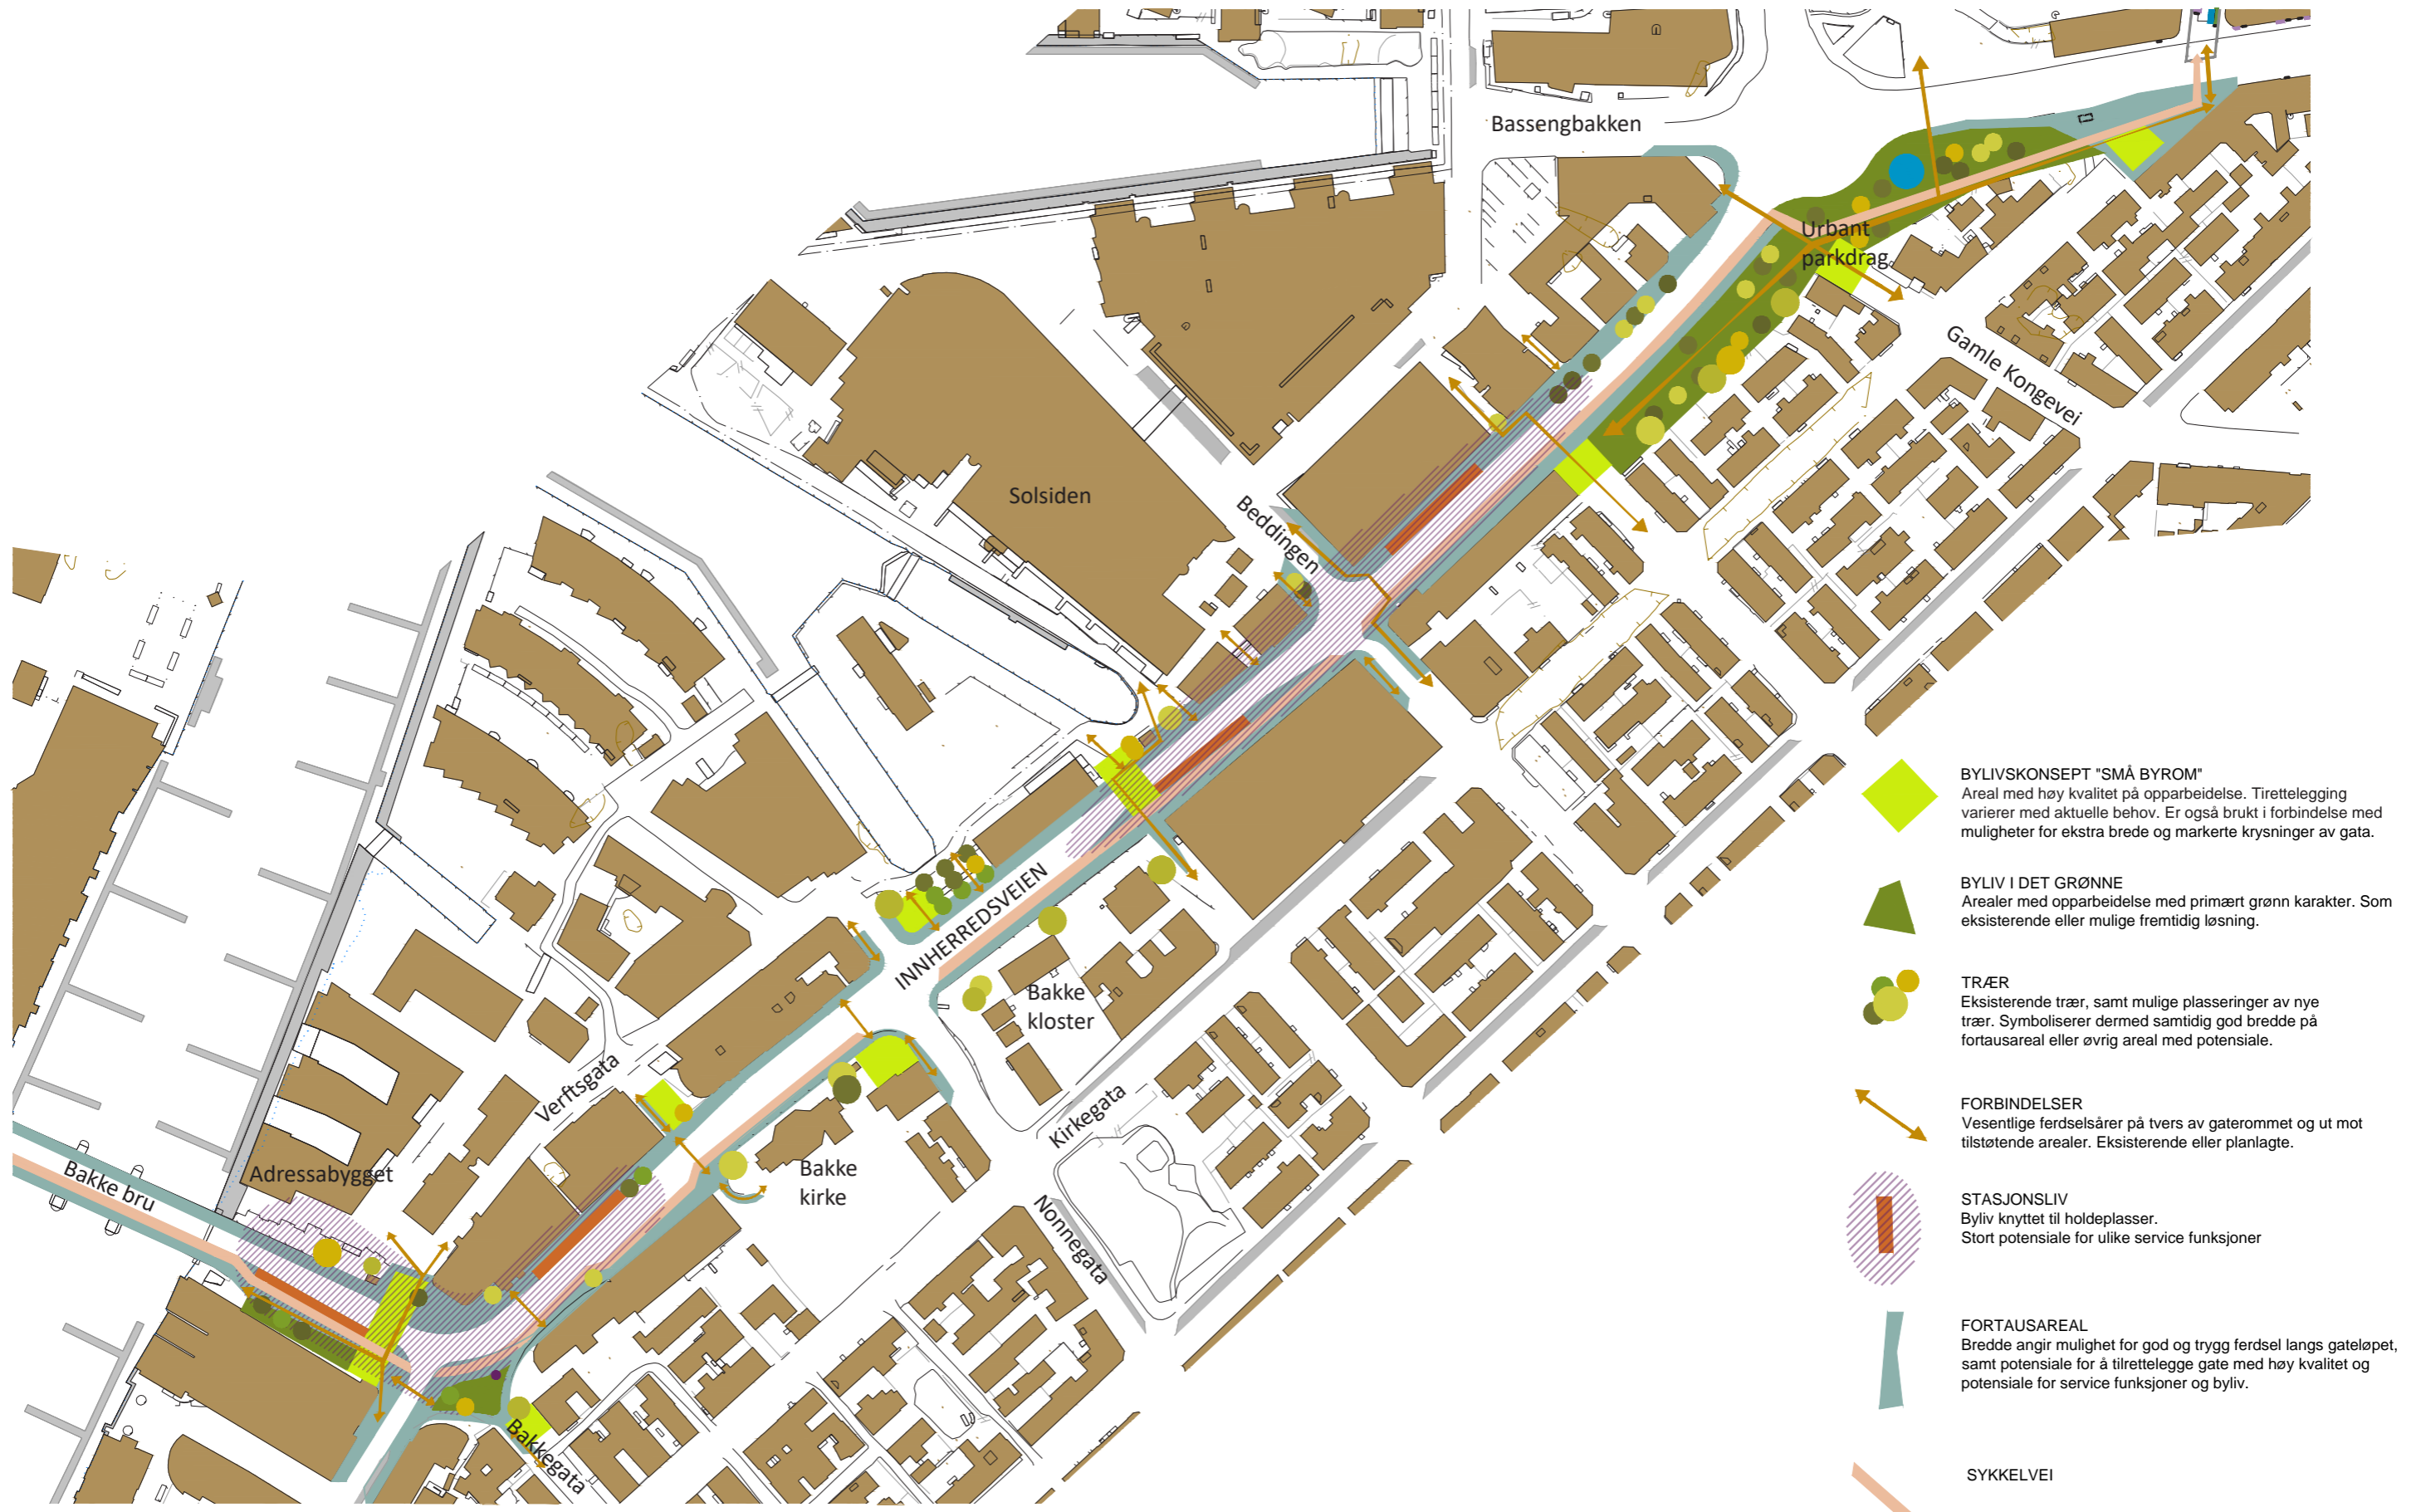 Bassengbakken
Urbant
parkdrag
Gamle Kongevei
Solsiden
Beddingen
INNHERREDSVEIEN
Bakke
kloster
Verftsgata
Kirkegata
Adressabygget
Bakke bru
Bakke
kirke
Nonnegata
Bakkegata
BYLIVSKONSEPT "SMÅ BYROM"
Areal med høy kvalitet på opparbeidelse. Tirettelegging
varierer med aktuelle behov. Er også brukt i forbindelse med
muligheter for ekstra brede og markerte krysninger av gata.
BYLIV I DET GRØNNE
Arealer med opparbeidelse med primært grønn karakter. Som
eksisterende eller mulige fremtidig løsning.
TRÆR
Eksisterende trær, samt mulige plasseringer av nye
trær. Symboliserer dermed samtidig god bredde på
fortausareal eller øvrig areal med potensiale.
FORBINDELSER
Vesentlige ferdselsårer på tvers av gaterommet og ut mot
tilstøtende arealer. Eksisterende eller planlagte.
STASJONSLIV
Byliv knyttet til holdeplasser.
Stort potensiale for ulike service funksjoner
FORTAUSAREAL
Bredde angir mulighet for god og trygg ferdsel langs gateløpet,
samt potensiale for å tilrettelegge gate med høy kvalitet og
potensiale for service funksjoner og byliv.
SYKKELVEI